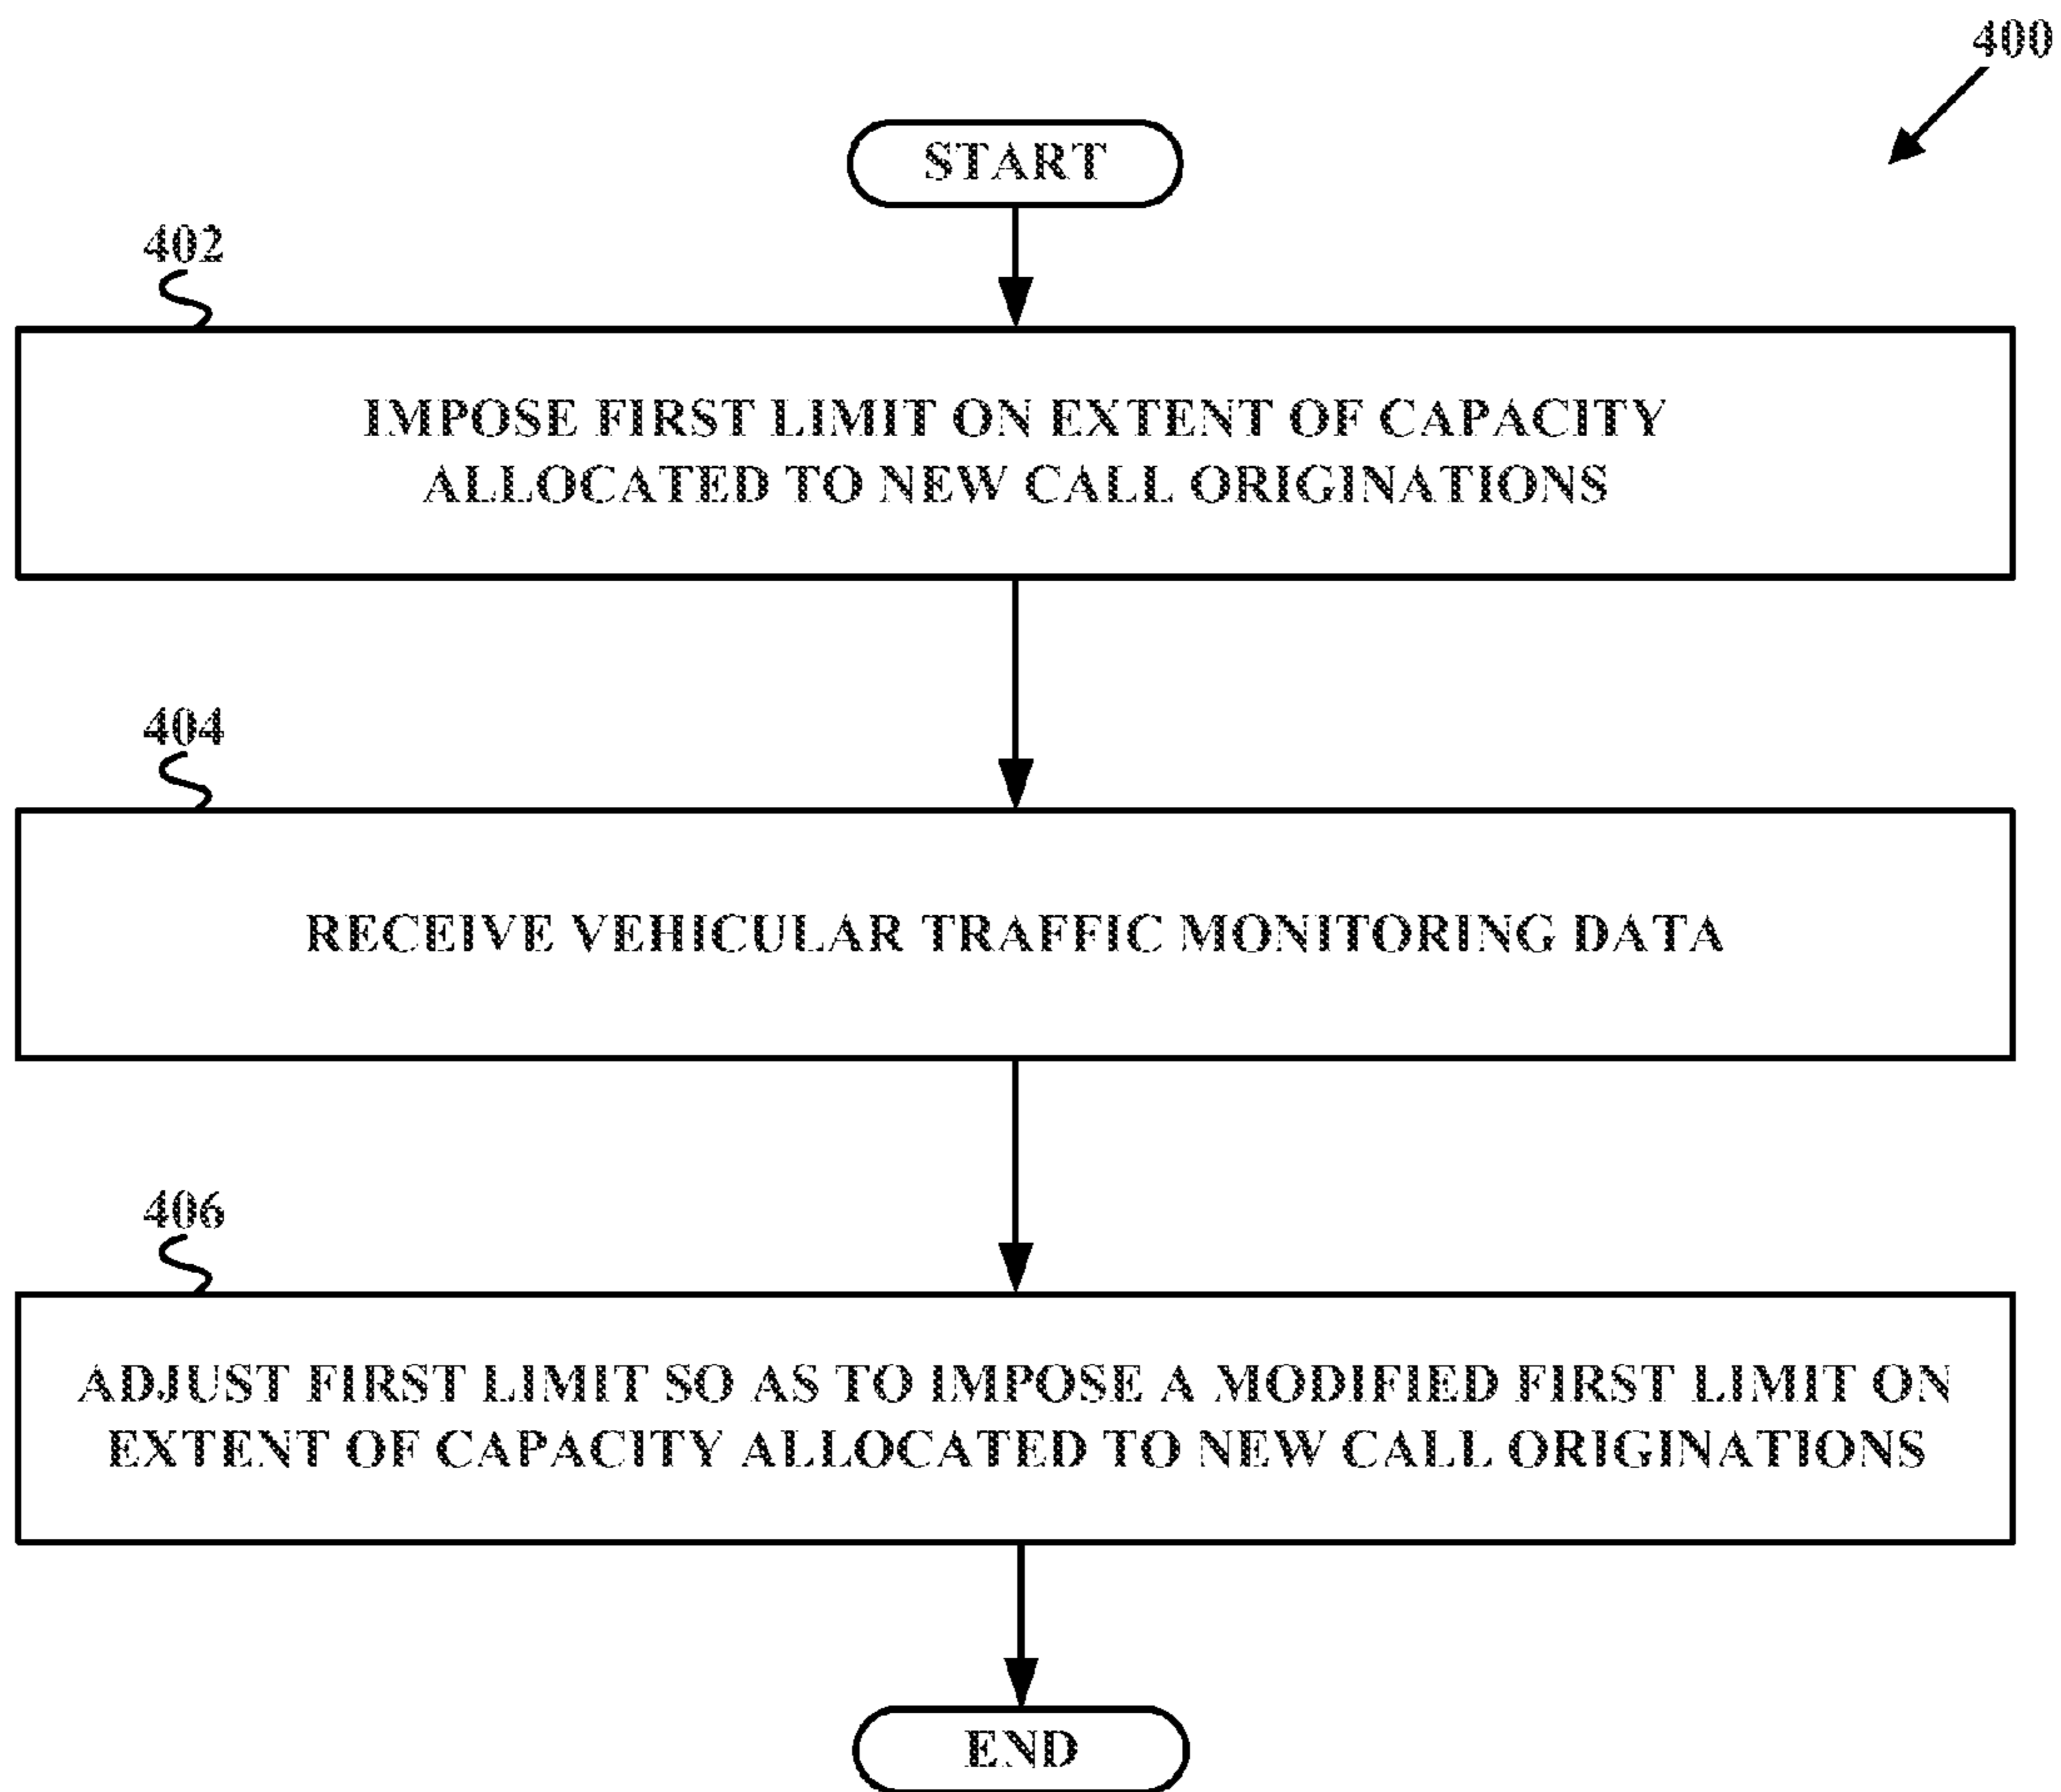 400
START
402
IMPOSE FIRST LIMIT ON EXTENT OF CAPACITY
ALLOCATED TO NEW CALL ORIGINATIONS
404
RECEIVE VEHICULAR TRAFFIC MONITORING DATA
406
ADJUST FIRST LIMIT SO AS TO IMPOSE A MODIFIED FIRST LIMIT ON
EXTENT OF CAPACITY ALLOCATED TO NEW CALL ORIGINATIONS
END